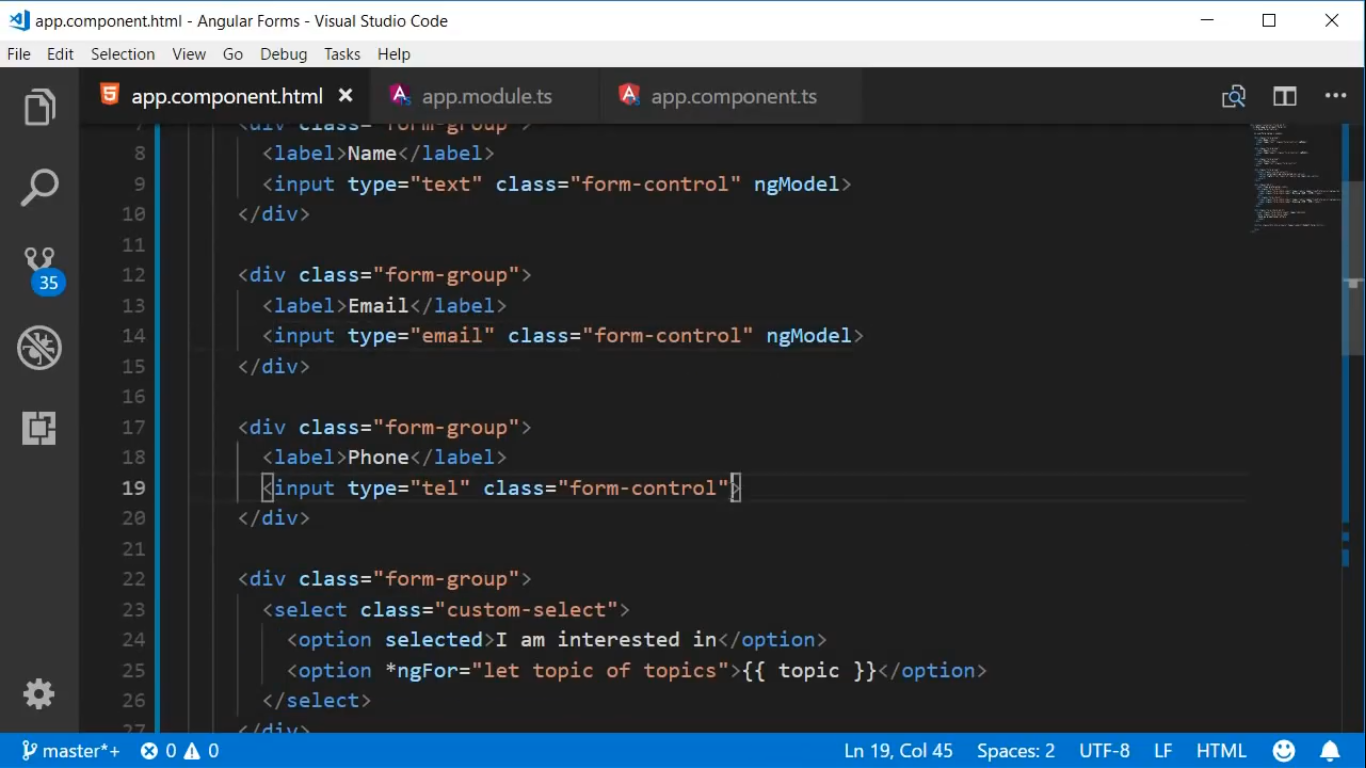 app.component.html - Angular Forms - Visual Studio Code
File Edit Selection View Go Debug Tasks Help
app.component.html app.module.ts app.component.ts
7 <div class="form-group">
8 <label>Name</label>
9 <input type="text" class="form-control" ngModel>
10 </div>
11
12 <div class="form-group">
13 <label>Email</label>
14 <input type="email" class="form-control" ngModel>
15 </div>
16
17 <div class="form-group">
18 <label>Phone</label>
19 <input type="tel" class="form-control">
20 </div>
21
22 <div class="form-group">
23 <select class="custom-select">
24 <option selected>I am interested in</option>
25 <option *ngFor="let topic of topics">{{ topic }}</option>
26 </select>
27 </div>
35
master*+ 0 0 Ln 19, Col 45 Spaces: 2 UTF-8 LF HTML